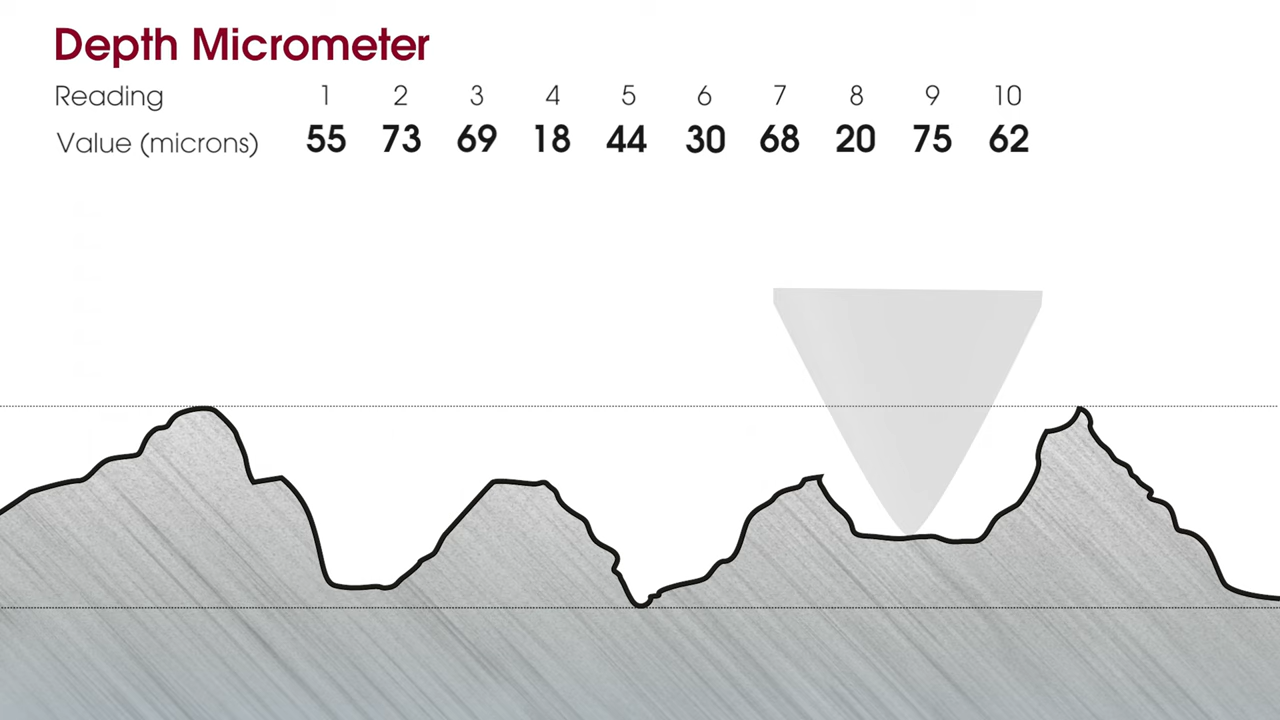 Depth Micrometer
Reading 1 2 3 4 5 6 7 8 9 10
Value (microns) 55 73 69 18 44 30 68 20 75 62